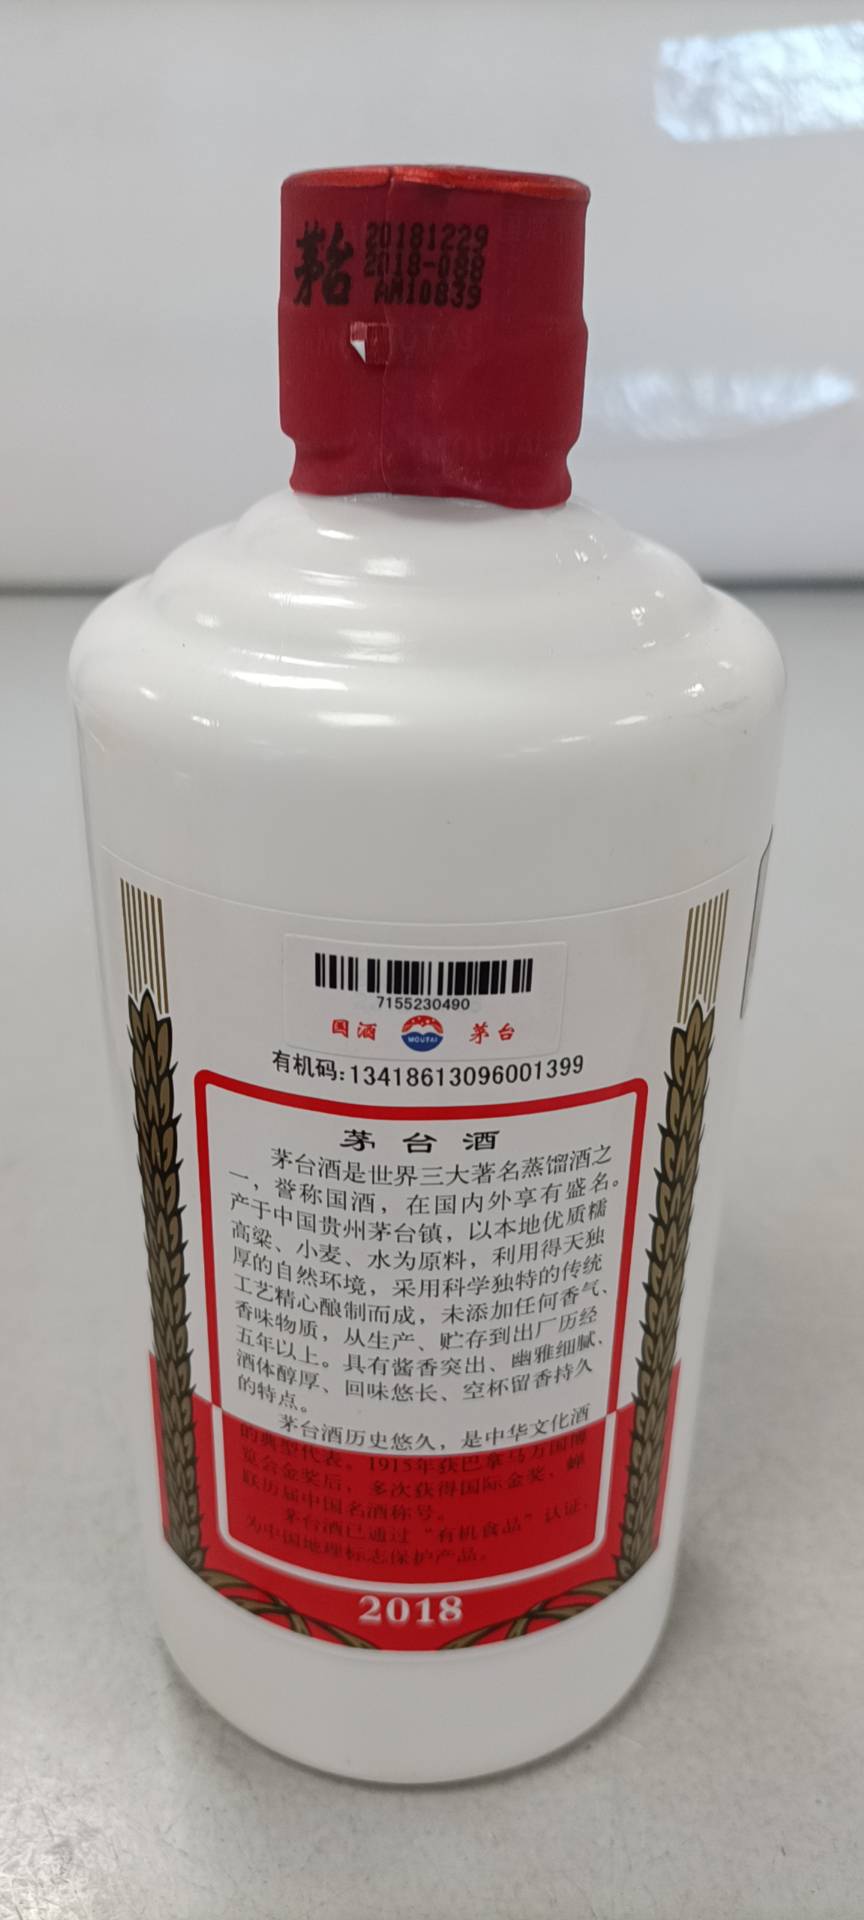 茅台
20181229
2018-088
AM10839
MOUTAI
7155230490
国酒 MOUTAI 茅台
有机码:13418613096001399
茅台酒
茅台酒是世界三大著名蒸馏酒之
一，誉称国酒，在国内外享有盛名。
产于中国贵州茅台镇，以本地优质糯
高粱、小麦、水为原料，利用得天独
厚的自然环境，采用科学独特的传统
工艺精心酿制而成，未添加任何香气、
香味物质，从生产、贮存到出厂历经
五年以上。具有酱香突出、幽雅细腻、
酒体醇厚、回味悠长、空杯留香持久
的特点。
茅台酒历史悠久，是中华文化酒
的典型代表。1915年获巴拿马万国博
览会金奖后，多次获得国际金奖，蝉
联历届中国名酒称号。
茅台酒已通过“有机食品”认证，
为中国地理标志保护产品。
2018